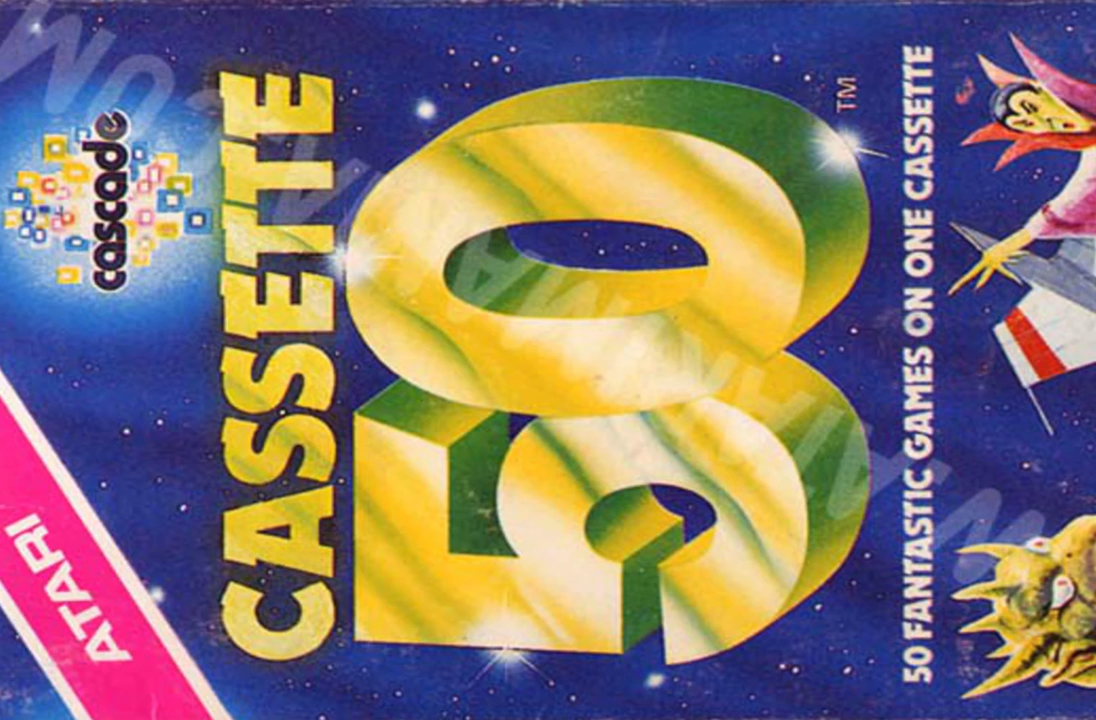 cascade
ATARI
CASSETTE
50
TM
50 FANTASTIC GAMES ON ONE CASSETTE